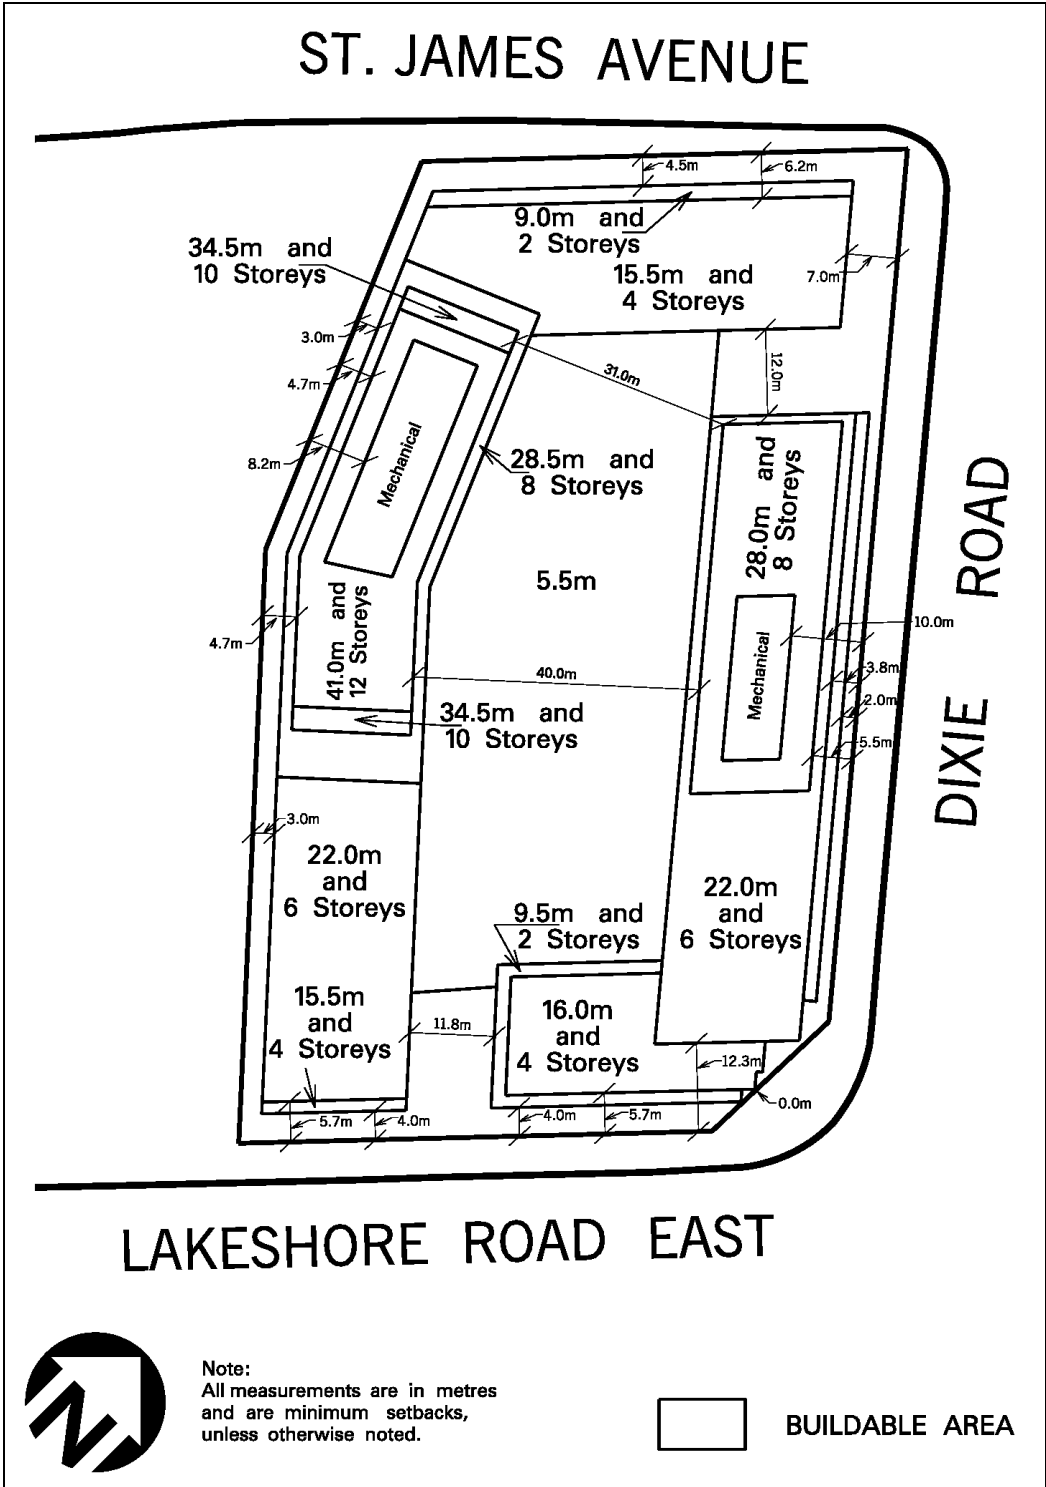 ST. JAMES AVENUE
4.5m
6.2m
9.0m and
2 Storeys
34.5m and
10 Storeys
15.5m and
4 Storeys
7.0m
3.0m
4.7m
31.0m
12.0m
8.2m
Mechanical
28.5m and
8 Storeys
28.0m and
8 Storeys
5.5m
DIXIE ROAD
41.0m and
12 Storeys
4.7m
10.0m
Mechanical
3.8m
40.0m
2.0m
34.5m and
10 Storeys
5.5m
3.0m
22.0m
and
6 Storeys
22.0m
and
6 Storeys
9.5m and
2 Storeys
15.5m
and
4 Storeys
11.8m
16.0m
and
4 Storeys
12.3m
0.0m
5.7m
4.0m
4.0m
5.7m
LAKESHORE ROAD EAST
N
Note:
All measurements are in metres
and are minimum setbacks,
unless otherwise noted.
BUILDABLE AREA